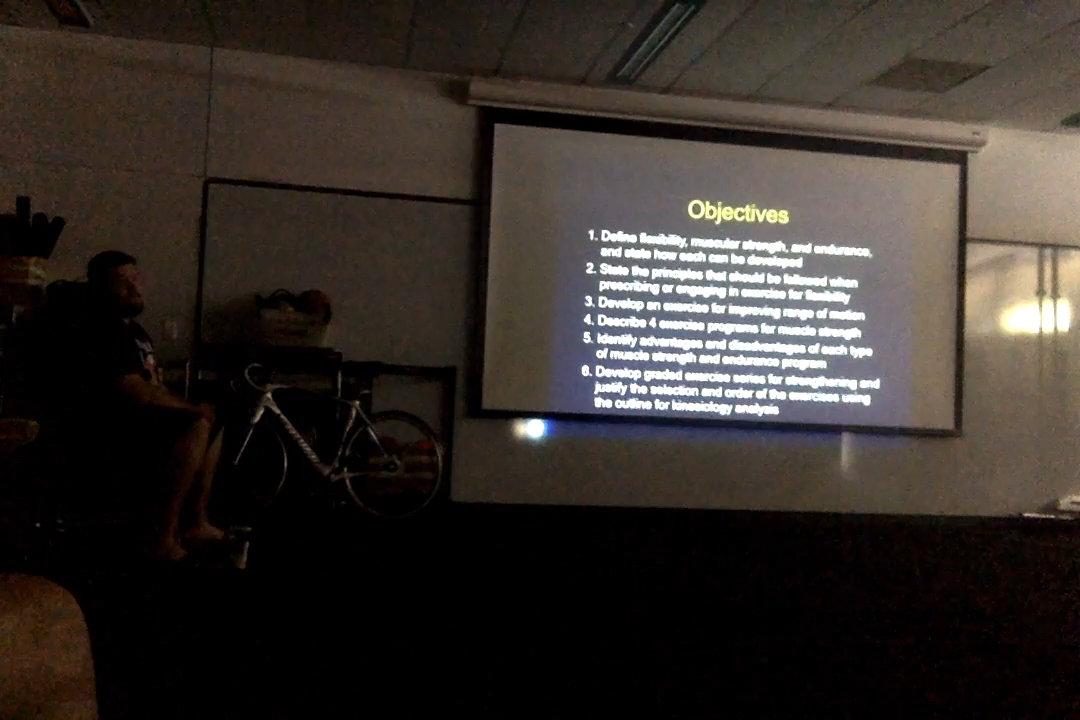 Objectives
1. Define flexibility, muscular strength, and endurance,
and state how each can be developed
2. State the principles that should be followed when
prescribing or engaging in exercise for flexibility
3. Develop an exercise for improving range of motion
4. Describe 4 exercise programs for muscle strength
5. Identify advantages and disadvantages of each type
of muscle strength and endurance program
6. Develop graded exercise series for strengthening and
justify the selection and order of the exercises using
the outline for kinesiology analysis